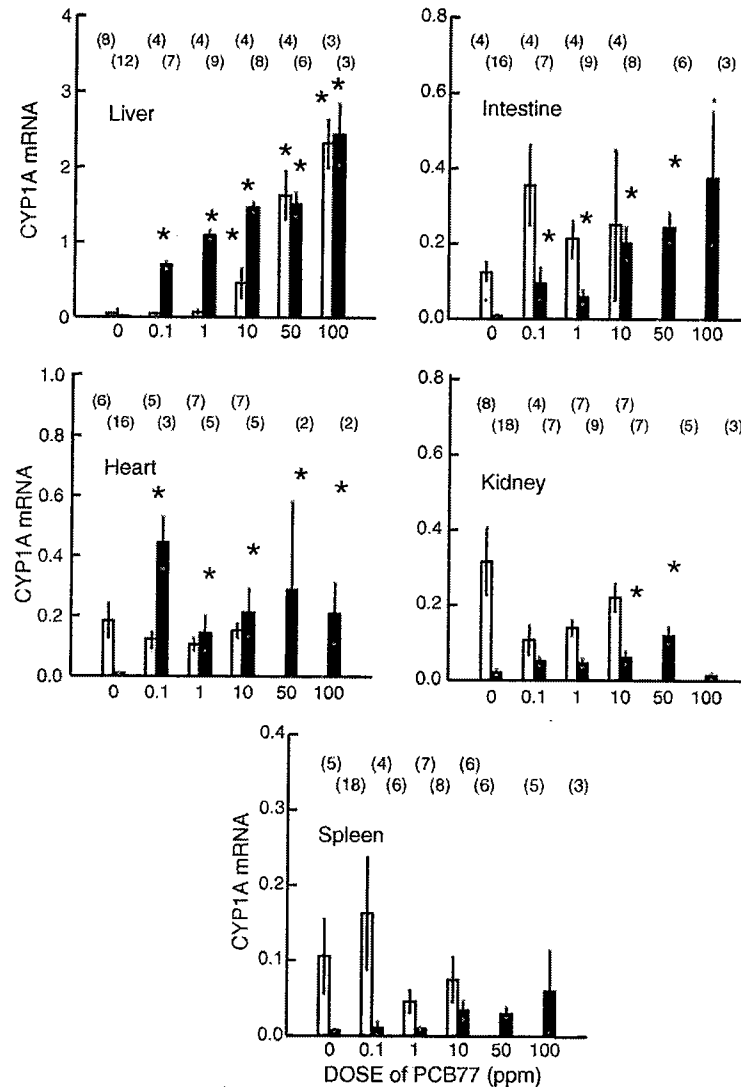 4 (8) (4) (4) (4) (4) (3)
(12) (7) (9) (8) (6) (3)
Liver
3
2
1
0
CYP1A mRNA
0 0.1 1 10 50 100
* * * * * * * *
0.8 (4) (4) (4) (4)
(16) (7) (9) (8) (6) (3)
Intestine
0.6
0.4
0.2
0.0
0 0.1 1 10 50 100
* * * * *
1.0
(6) (5) (7) (7)
(16) (3) (5) (5) (2) (2)
0.8
Heart
0.6
0.4
0.2
0.0
CYP1A mRNA
0 0.1 1 10 50 100
* * * * *
0.8
(8) (4) (7) (7)
(18) (7) (9) (7) (5) (3)
0.6
Kidney
0.4
0.2
0.0
0 0.1 1 10 50 100
* *
0.4
(5) (4) (7) (6)
(18) (6) (8) (6) (5) (3)
0.3
Spleen
0.2
0.1
0.0
CYP1A mRNA
0 0.1 1 10 50 100
DOSE of PCB77 (ppm)